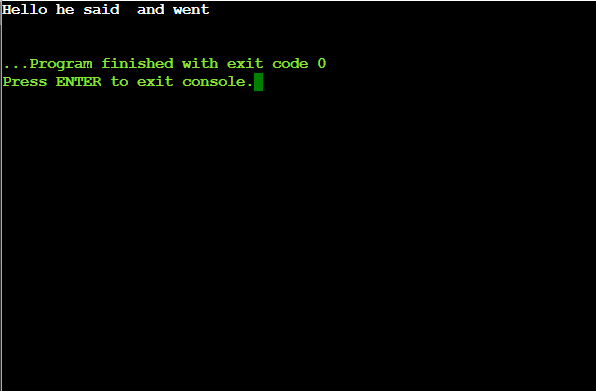 Hello he said  and went
...Program finished with exit code 0
Press ENTER to exit console.